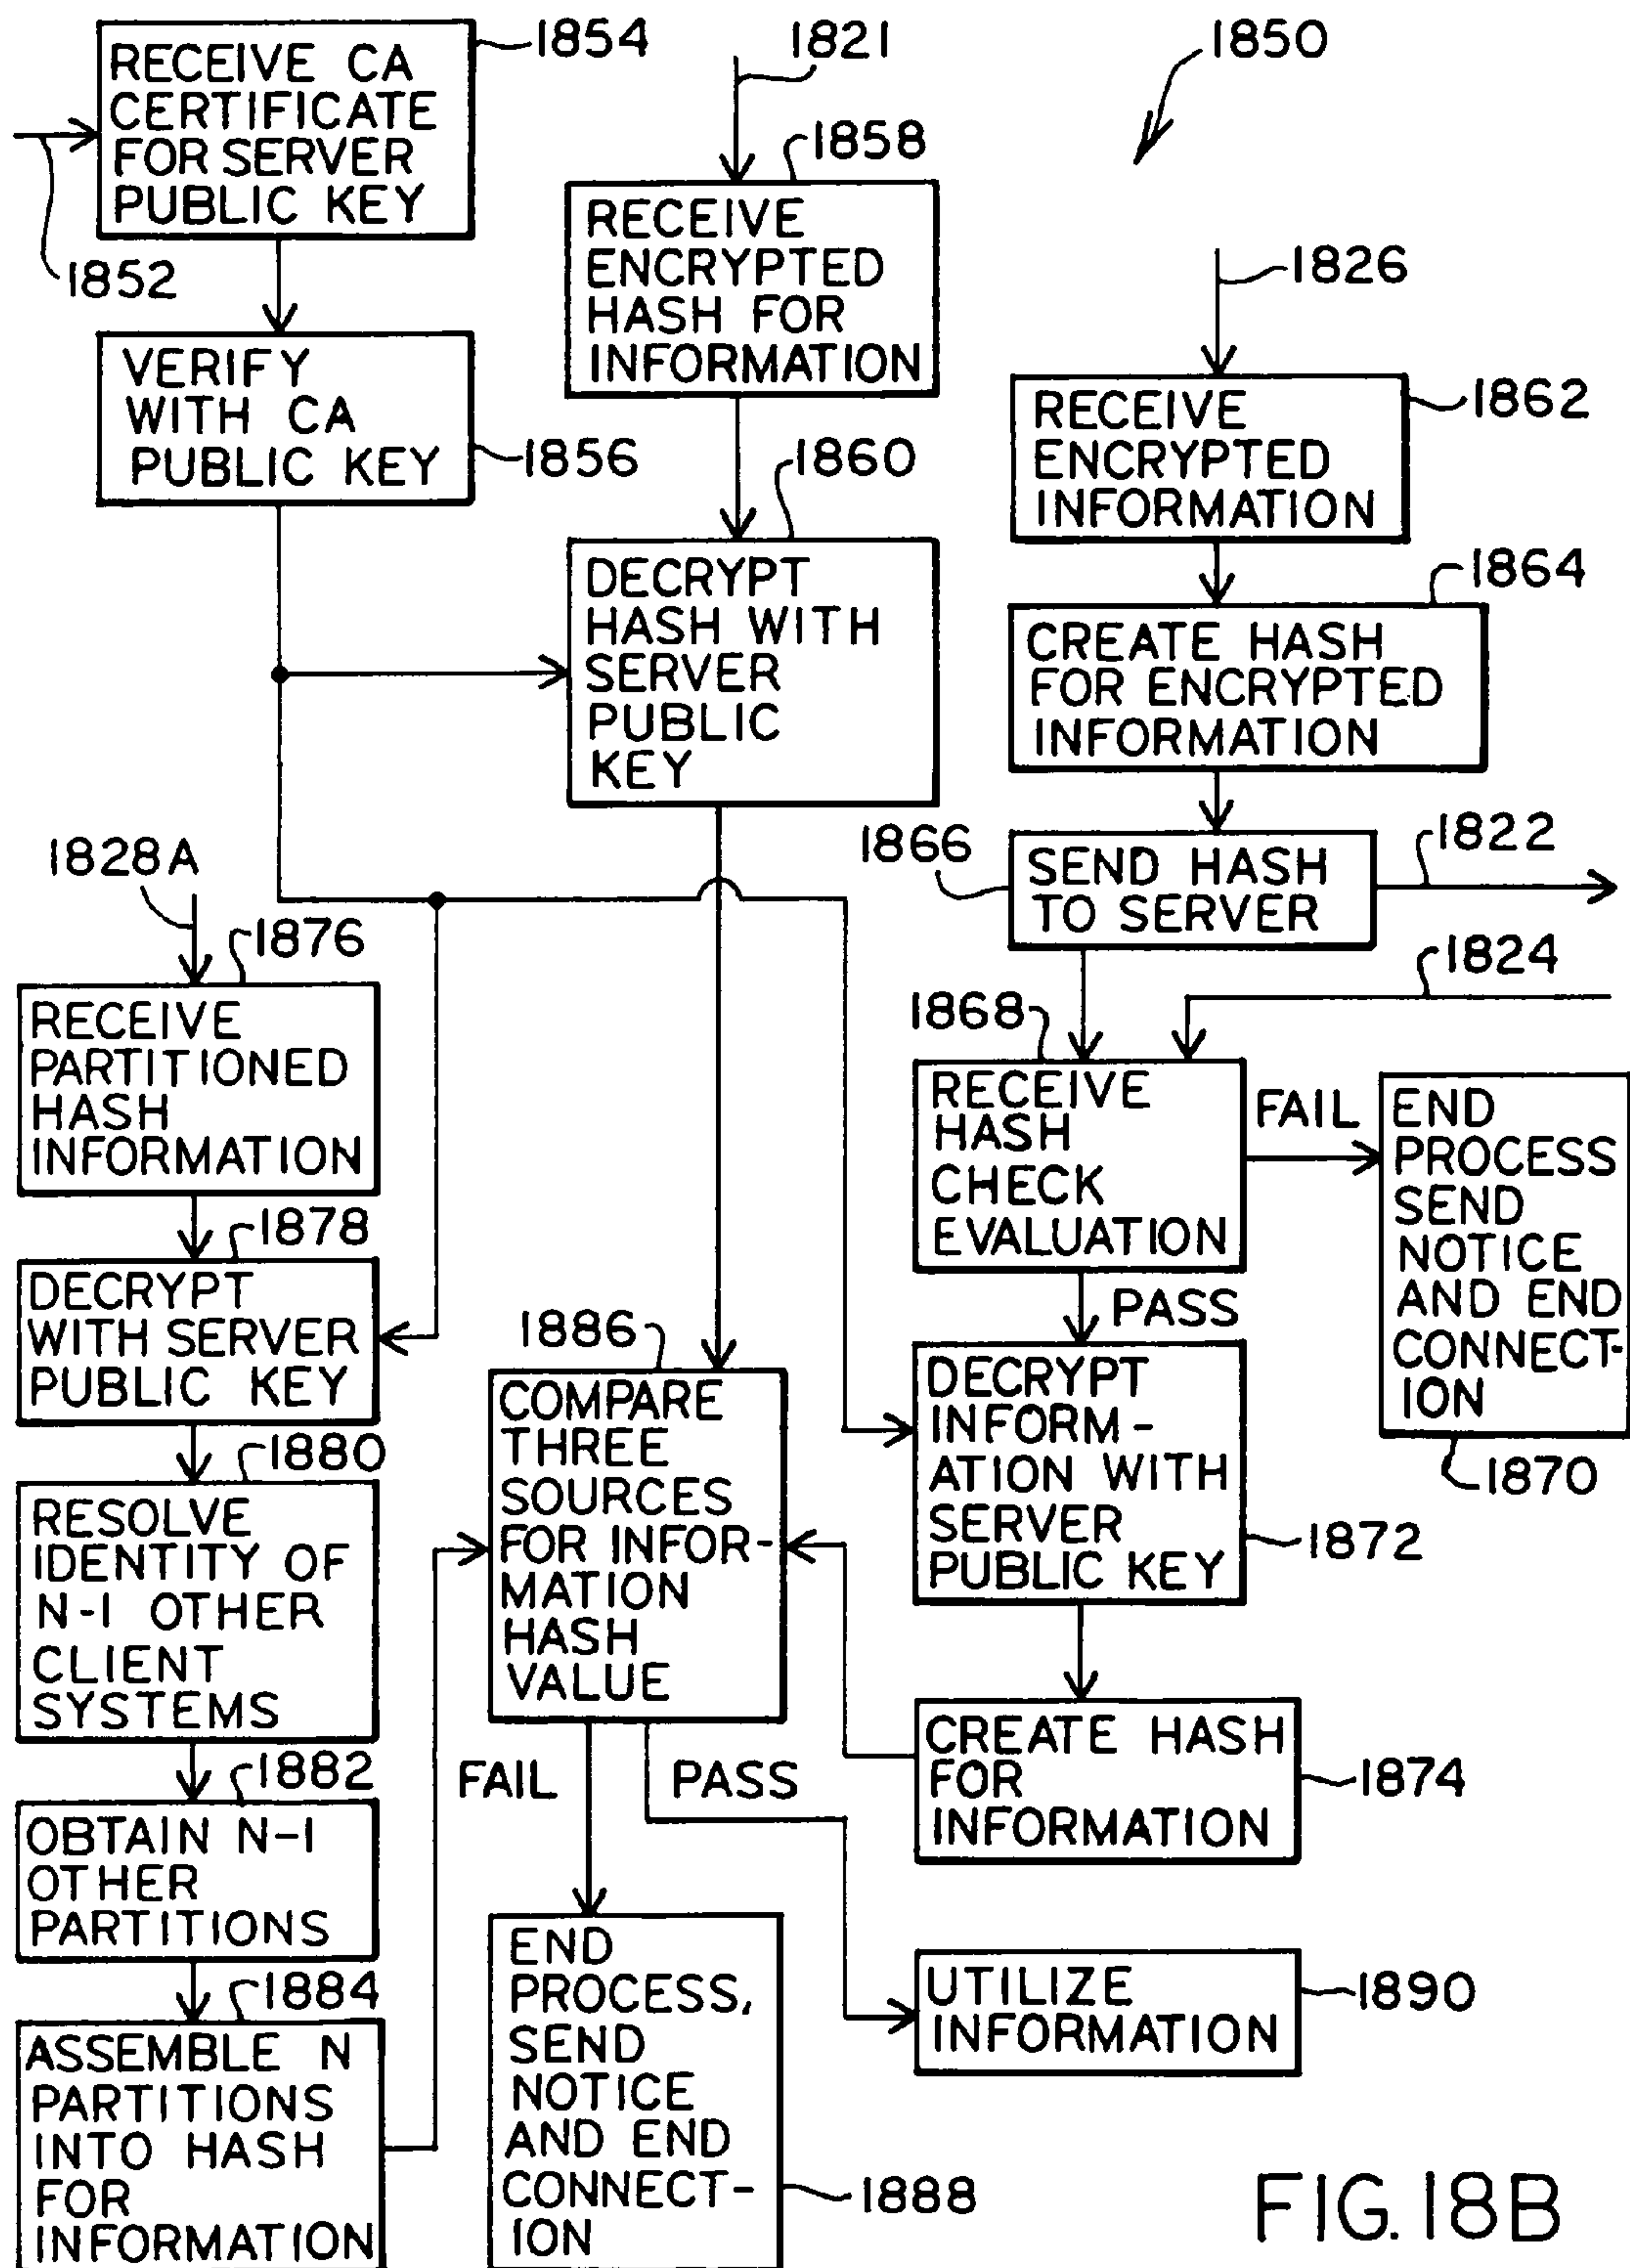 1854
RECEIVE CA
CERTIFICATE
FOR SERVER
PUBLIC KEY
1852
VERIFY
WITH CA
PUBLIC KEY
1856
1821
1858
RECEIVE
ENCRYPTED
HASH FOR
INFORMATION
1860
DECRYPT
HASH WITH
SERVER
PUBLIC
KEY
1850
1826
1862
RECEIVE
ENCRYPTED
INFORMATION
1864
CREATE HASH
FOR ENCRYPTED
INFORMATION
1866
SEND HASH
TO SERVER
1822
1824
1868
RECEIVE
HASH
CHECK
EVALUATION
FAIL
END
PROCESS
SEND
NOTICE
AND END
CONNECT-
ION
1870
PASS
DECRYPT
INFORM-
ATION WITH
SERVER
PUBLIC KEY
1872
CREATE HASH
FOR
INFORMATION
1874
1828A
1876
RECEIVE
PARTITIONED
HASH
INFORMATION
1878
DECRYPT
WITH SERVER
PUBLIC KEY
1880
RESOLVE
IDENTITY OF
N-1 OTHER
CLIENT
SYSTEMS
1882
OBTAIN N-1
OTHER
PARTITIONS
1884
ASSEMBLE N
PARTITIONS
INTO HASH
FOR
INFORMATION
1886
COMPARE
THREE
SOURCES
FOR INFOR-
MATION
HASH
VALUE
FAIL
PASS
END
PROCESS,
SEND
NOTICE
AND END
CONNECT-
ION
1888
UTILIZE
INFORMATION
1890
FIG. 18B